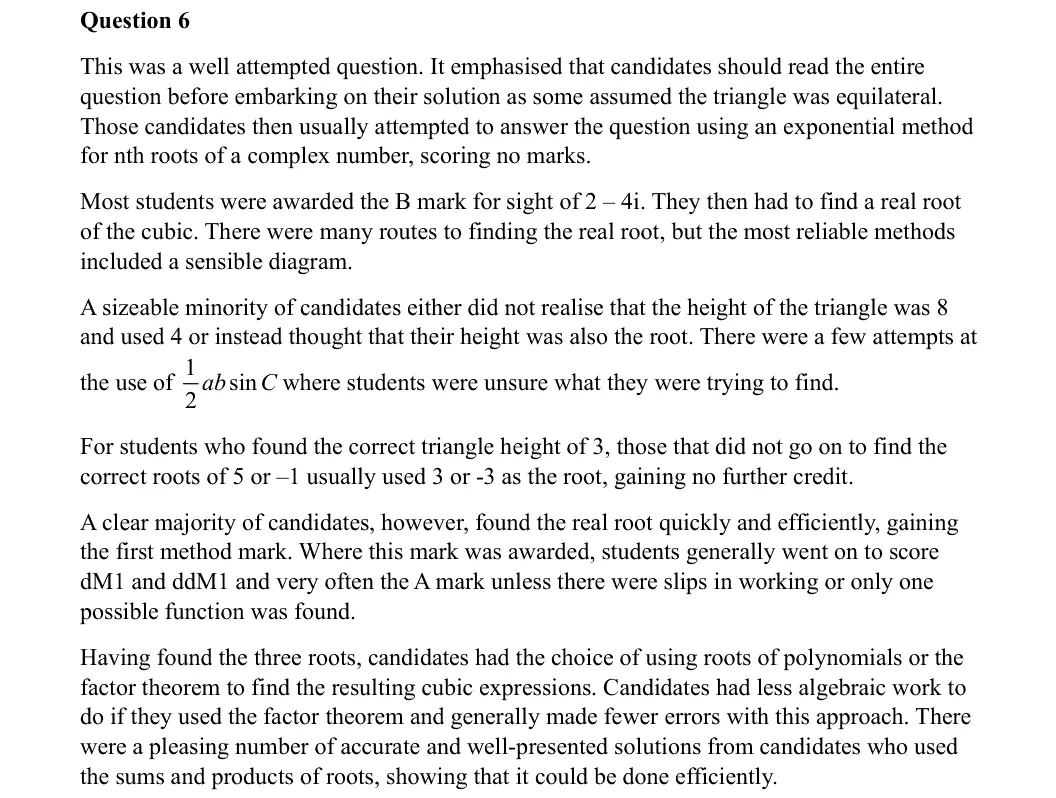 Question 6
This was a well attempted question. It emphasised that candidates should read the entire
question before embarking on their solution as some assumed the triangle was equilateral.
Those candidates then usually attempted to answer the question using an exponential method
for nth roots of a complex number, scoring no marks.
Most students were awarded the B mark for sight of 2 – 4i. They then had to find a real root
of the cubic. There were many routes to finding the real root, but the most reliable methods
included a sensible diagram.
A sizeable minority of candidates either did not realise that the height of the triangle was 8
and used 4 or instead thought that their height was also the root. There were a few attempts at
the use of 1/2 ab sin C where students were unsure what they were trying to find.
For students who found the correct triangle height of 3, those that did not go on to find the
correct roots of 5 or –1 usually used 3 or -3 as the root, gaining no further credit.
A clear majority of candidates, however, found the real root quickly and efficiently, gaining
the first method mark. Where this mark was awarded, students generally went on to score
dM1 and ddM1 and very often the A mark unless there were slips in working or only one
possible function was found.
Having found the three roots, candidates had the choice of using roots of polynomials or the
factor theorem to find the resulting cubic expressions. Candidates had less algebraic work to
do if they used the factor theorem and generally made fewer errors with this approach. There
were a pleasing number of accurate and well-presented solutions from candidates who used
the sums and products of roots, showing that it could be done efficiently.